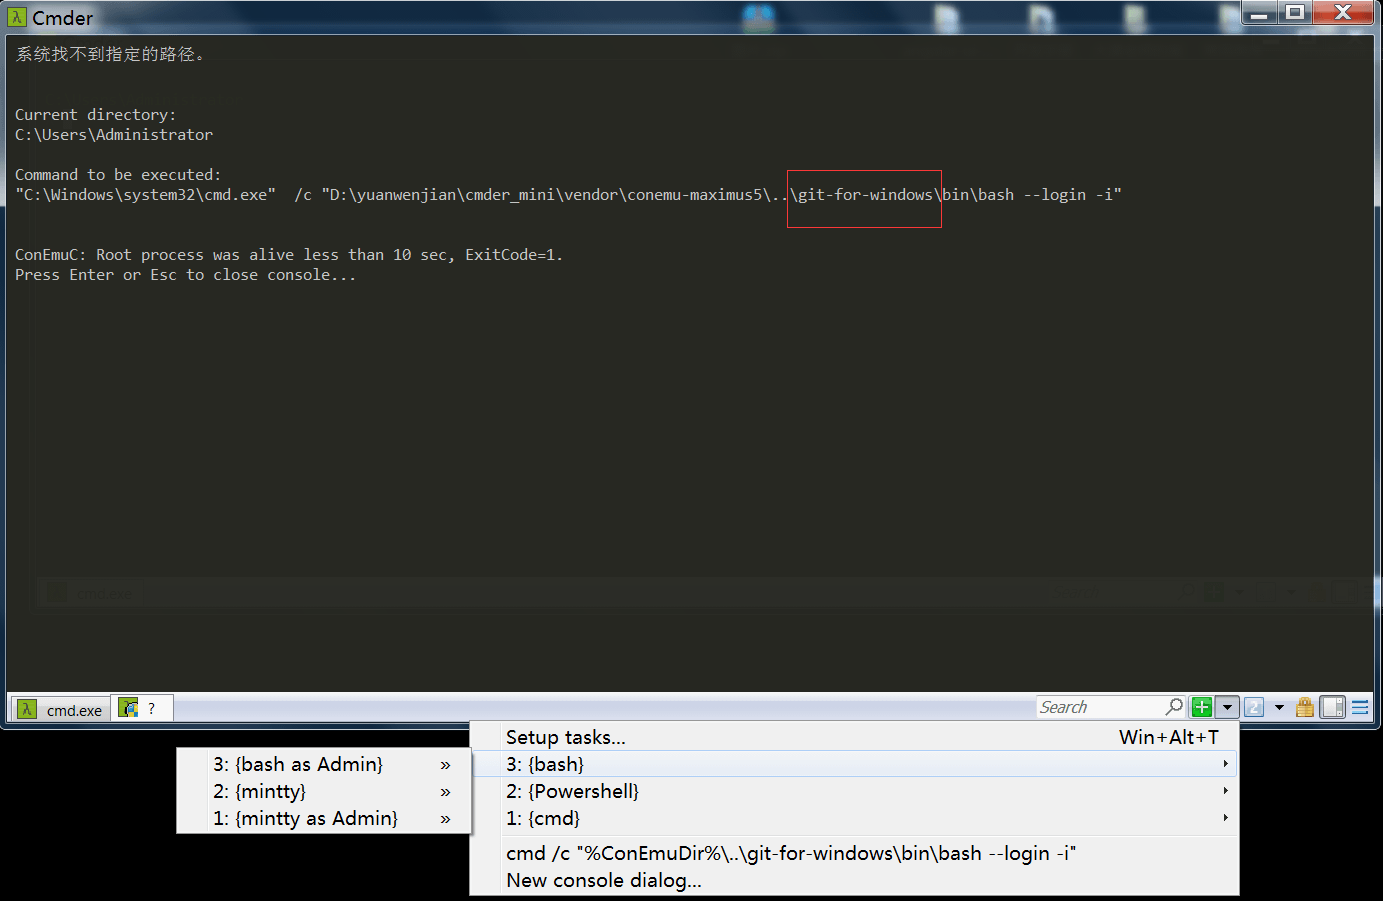 Cmder
系统找不到指定的路径。
Current directory:
C:\Users\Administrator
Command to be executed:
"C:\Windows\system32\cmd.exe"  /c "D:\yuanwenjian\cmder_mini\vendor\conemu-maximus5\..\git-for-windows\bin\bash --login -i"
ConEmuC: Root process was alive less than 10 sec, ExitCode=1.
Press Enter or Esc to close console...
cmd.exe
?
Search
2
Setup tasks... Win+Alt+T
3: {bash}
2: {Powershell}
1: {cmd}
cmd /c "%ConEmuDir%\..\git-for-windows\bin\bash --login -i"
New console dialog...
3: {bash as Admin} »
2: {mintty} »
1: {mintty as Admin} »